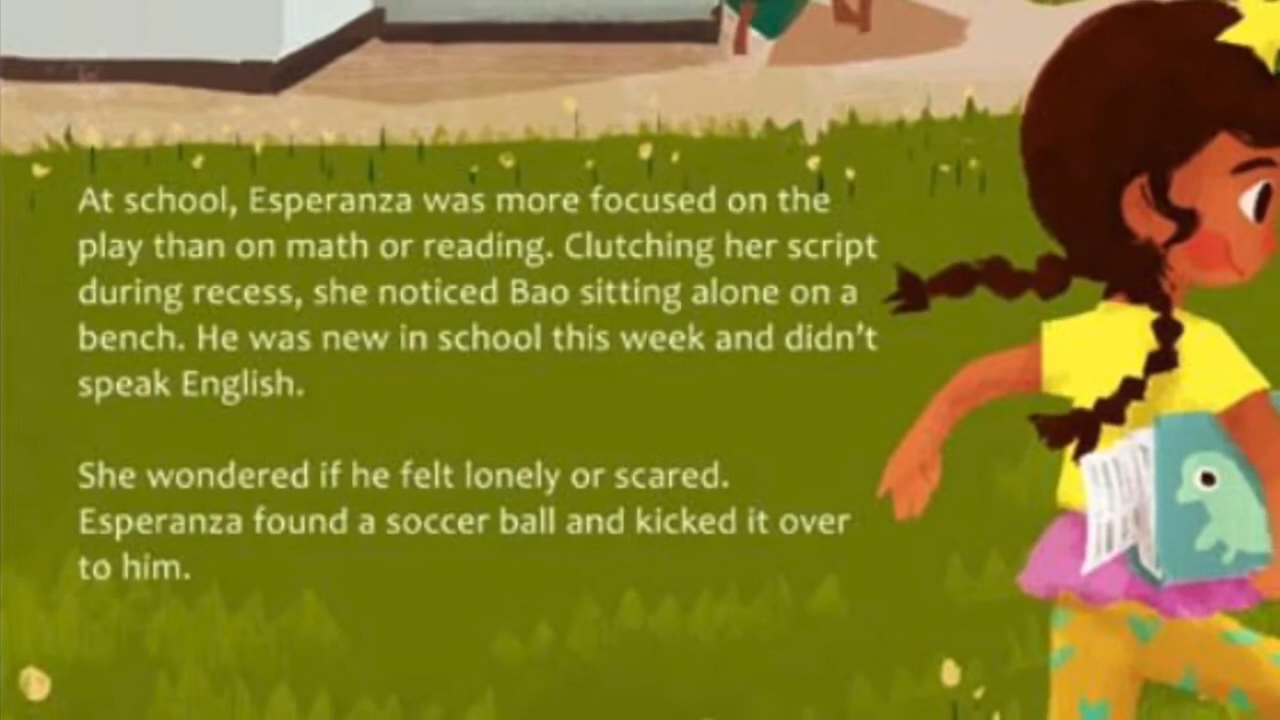 At school, Esperanza was more focused on the
play than on math or reading. Clutching her script
during recess, she noticed Bao sitting alone on a
bench. He was new in school this week and didn't
speak English.
She wondered if he felt lonely or scared.
Esperanza found a soccer ball and kicked it over
to him.